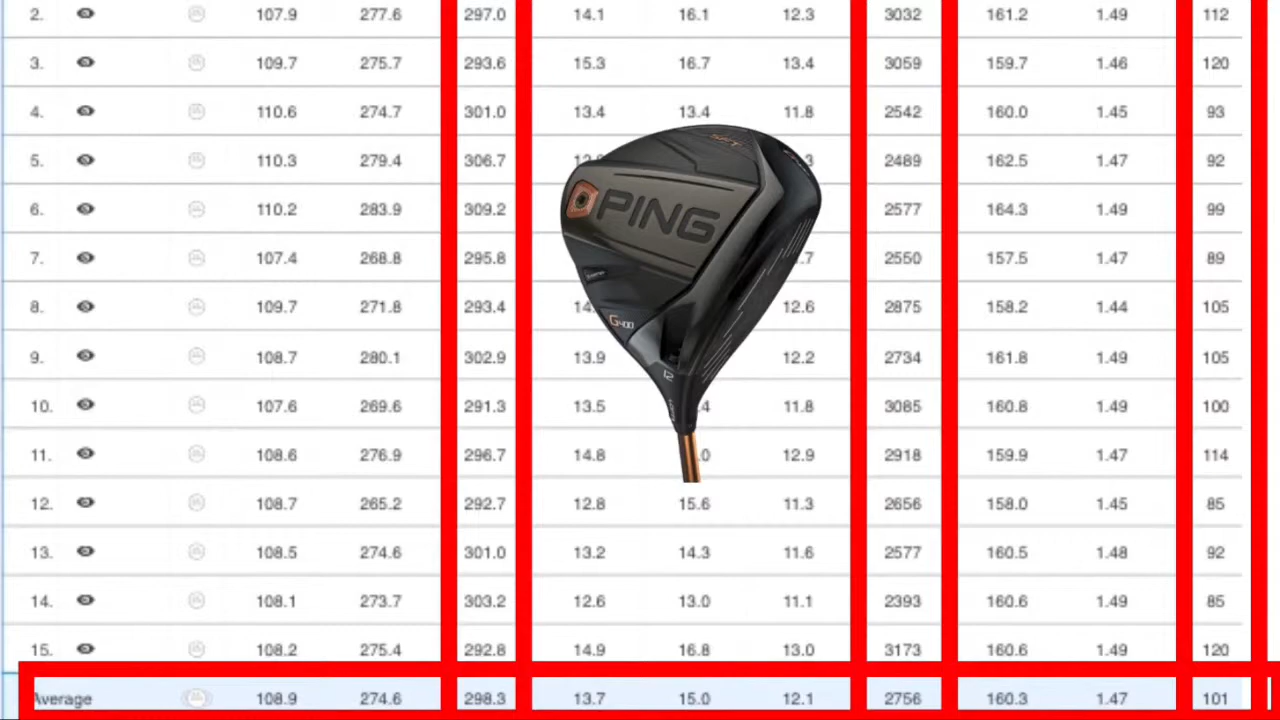 2. 107.9 277.6 297.0 14.1 16.1 12.3 3032 161.2 1.49 112
3. 109.7 275.7 293.6 15.3 16.7 13.4 3059 159.7 1.46 120
4. 110.6 274.7 301.0 13.4 13.4 11.8 2542 160.0 1.45 93
5. 110.3 279.4 306.7 2489 162.5 1.47 92
6. 110.2 283.9 309.2 2577 164.3 1.49 99
PING
7. 107.4 268.8 295.8 2550 157.5 1.47 89
8. 109.7 271.8 293.4 14. 12.6 2875 158.2 1.44 105
G400
9. 108.7 280.1 302.9 13.9 12.2 2734 161.8 1.49 105
10. 107.6 269.6 291.3 13.5 11.8 3085 160.8 1.49 100
11. 108.6 276.9 296.7 14.8 12.9 2918 159.9 1.47 114
12. 108.7 265.2 292.7 12.8 15.6 11.3 2656 158.0 1.45 85
13. 108.5 274.6 301.0 13.2 14.3 11.6 2577 160.5 1.48 92
14. 108.1 273.7 303.2 12.6 13.0 11.1 2393 160.6 1.49 85
15. 108.2 275.4 292.8 14.9 16.8 13.0 3173 160.6 1.49 120
Average 108.9 274.6 298.3 13.7 15.0 12.1 2756 160.3 1.47 101